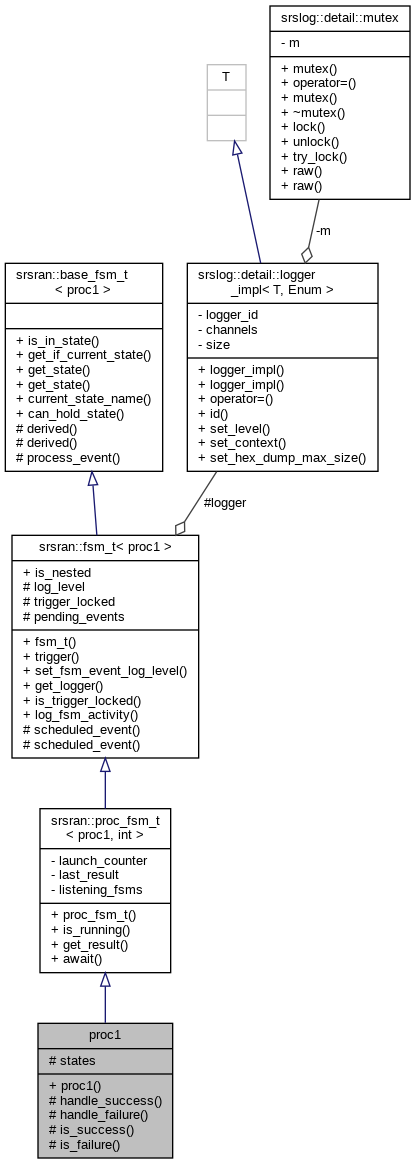 srslog::detail::mutex
- m
+ mutex()
+ operator=()
+ mutex()
+ ~mutex()
+ lock()
+ unlock()
+ try_lock()
+ raw()
+ raw()
T
-m
srsran::base_fsm_t
< proc1 >
+ is_in_state()
+ get_if_current_state()
+ get_state()
+ get_state()
+ current_state_name()
+ can_hold_state()
# derived()
# derived()
# process_event()
srslog::detail::logger
_impl< T, Enum >
- logger_id
- channels
- size
+ logger_impl()
+ logger_impl()
+ operator=()
+ id()
+ set_level()
+ set_context()
+ set_hex_dump_max_size()
#logger
srsran::fsm_t< proc1 >
+ is_nested
# log_level
# trigger_locked
# pending_events
+ fsm_t()
+ trigger()
+ set_fsm_event_log_level()
+ get_logger()
+ is_trigger_locked()
+ log_fsm_activity()
# scheduled_event()
# scheduled_event()
srsran::proc_fsm_t
< proc1, int >
- launch_counter
- last_result
- listening_fsms
+ proc_fsm_t()
+ is_running()
+ get_result()
+ await()
proc1
# states
+ proc1()
# handle_success()
# handle_failure()
# is_success()
# is_failure()